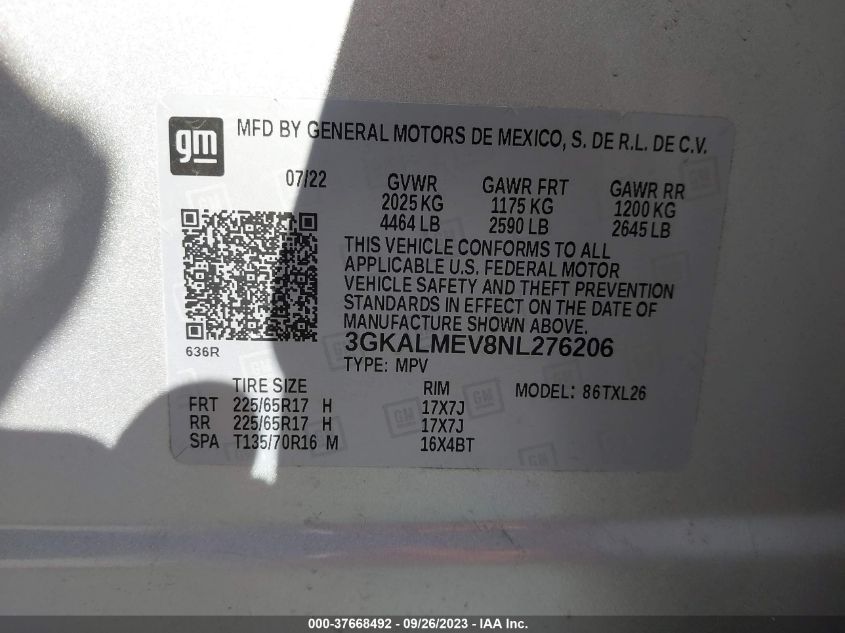 gm
MFD BY GENERAL MOTORS DE MEXICO, S. DE R.L. DE C.V.
07/22 GVWR GAWR FRT GAWR RR
2025 KG 1175 KG 1200 KG
4464 LB 2590 LB 2645 LB
THIS VEHICLE CONFORMS TO ALL
APPLICABLE U.S. FEDERAL MOTOR
VEHICLE SAFETY AND THEFT PREVENTION
STANDARDS IN EFFECT ON THE DATE OF
MANUFACTURE SHOWN ABOVE.
636R
3GKALMEV8NL276206
TYPE: MPV
TIRE SIZE RIM MODEL: 86TXL26
FRT 225/65R17 H 17X7J
RR 225/65R17 H 17X7J
SPA T135/70R16 M 16X4BT
000-37668492 - 09/26/2023 - IAA Inc.